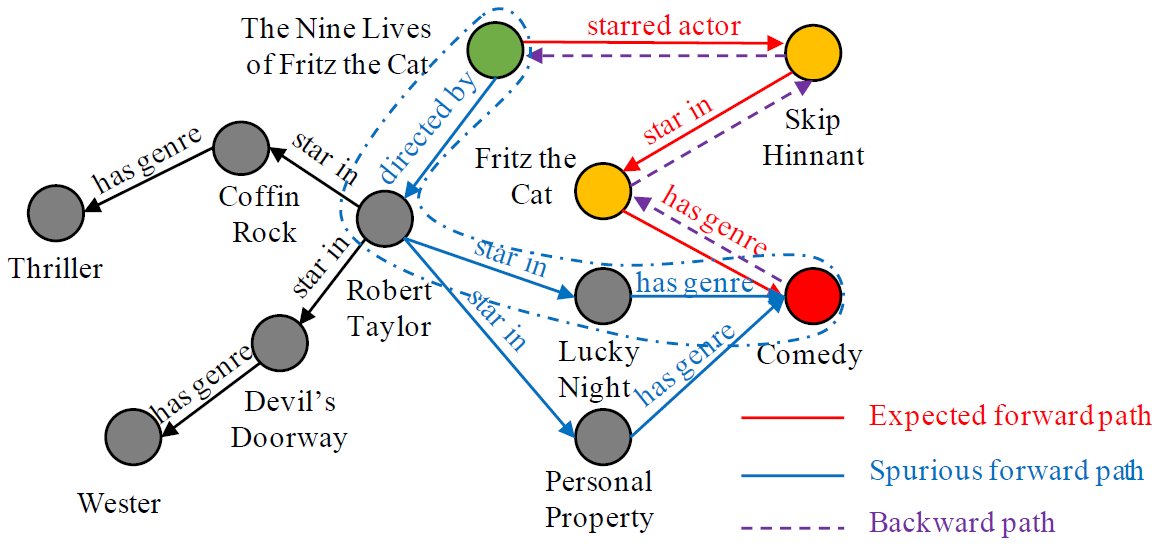 The Nine Lives
of Fritz the Cat
starred actor
directed by
star in
Skip
Hinnant
Fritz the
Cat
has genre
star in
has genre
Coffin
Rock
Thriller
star in
Robert
Taylor
star in
has genre
star in
Lucky
Night
Comedy
has genre
has genre
Devil's
Doorway
Wester
Personal
Property
Expected forward path
Spurious forward path
Backward path